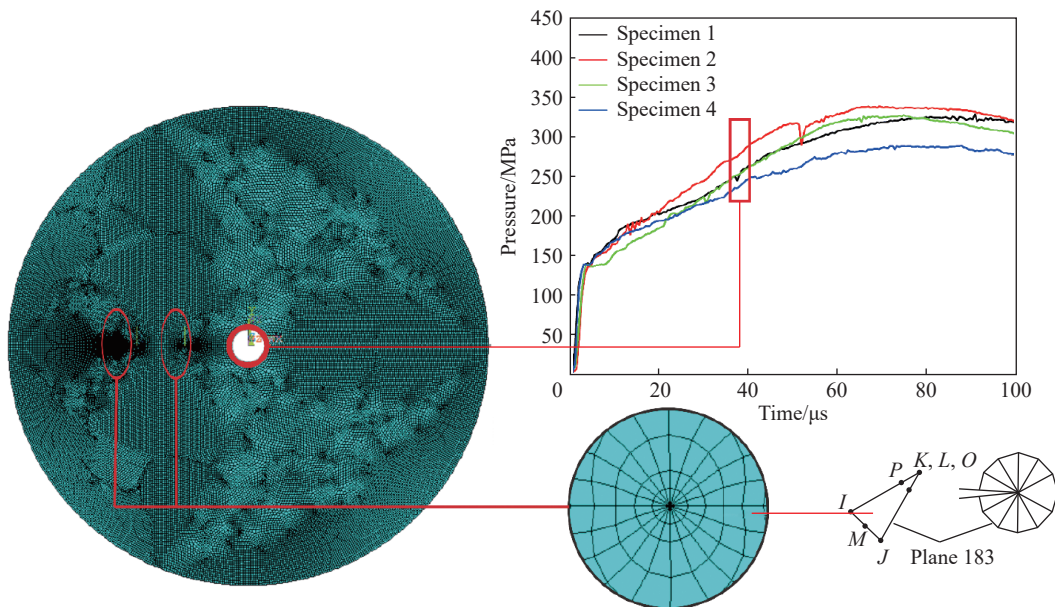 450
400
350
300
250
200
150
100
50
0
20
40
60
80
100
Pressure/MPa
Time/μs
Specimen 1
Specimen 2
Specimen 3
Specimen 4
K, L, O
P
I
M
J
Plane 183